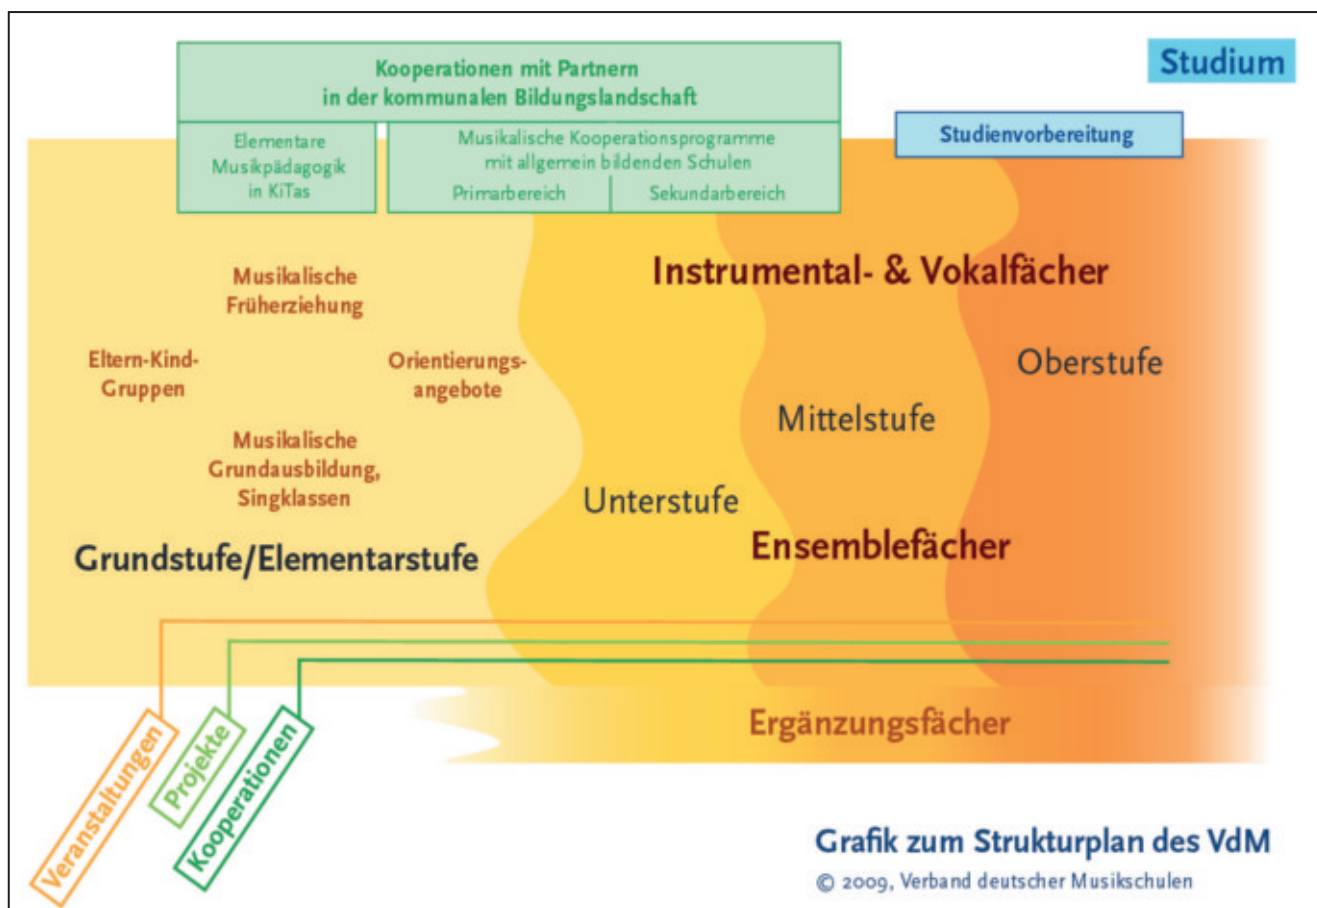 Kooperationen mit Partnern
in der kommunalen Bildungslandschaft
Studium
Elementare
Musikpädagogik
in KiTas
Musikalische Kooperationsprogramme
mit allgemein bildenden Schulen
Primarbereich
Sekundarbereich
Studienvorbereitung
Musikalische
Früherziehung
Instrumental- & Vokalfächer
Eltern-Kind-
Gruppen
Orientierungs-
angebote
Oberstufe
Mittelstufe
Musikalische
Grundausbildung,
Singklassen
Unterstufe
Grundstufe/Elementarstufe
Ensemblefächer
Ergänzungsfächer
Veranstaltungen
Projekte
Kooperationen
Grafik zum Strukturplan des VdM
© 2009, Verband deutscher Musikschulen